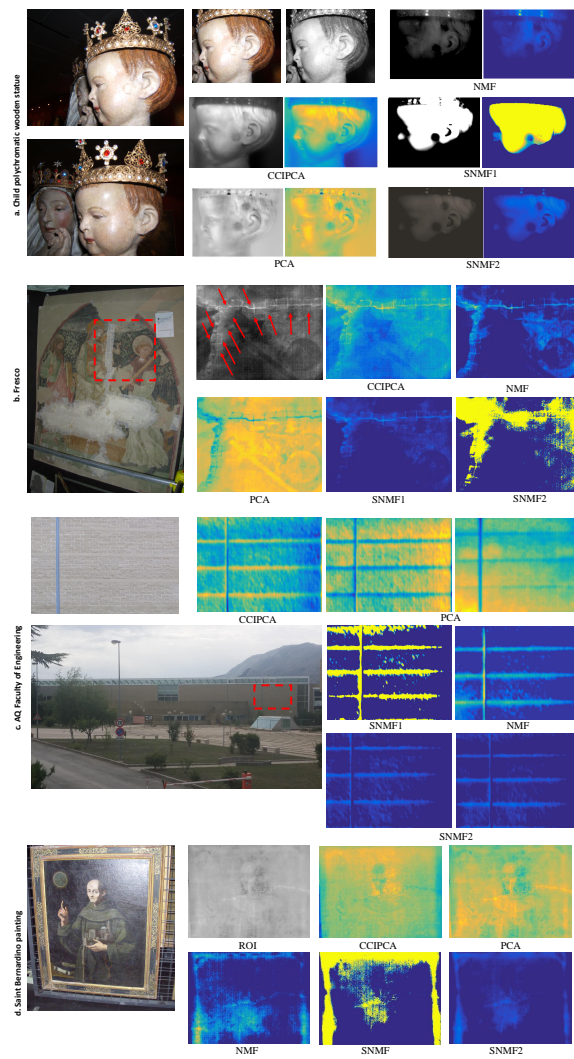 a. Child polychromatic wooden statue
NMF
CCIPCA
SNMF1
PCA
SNMF2
b. Fresco
CCIPCA
NMF
PCA
SNMF1
SNMF2
c. AQ Faculty of Engineering
CCIPCA
PCA
SNMF1
NMF
SNMF2
d. Saint Bernardino painting
ROI
CCIPCA
PCA
NMF
SNMF
SNMF2